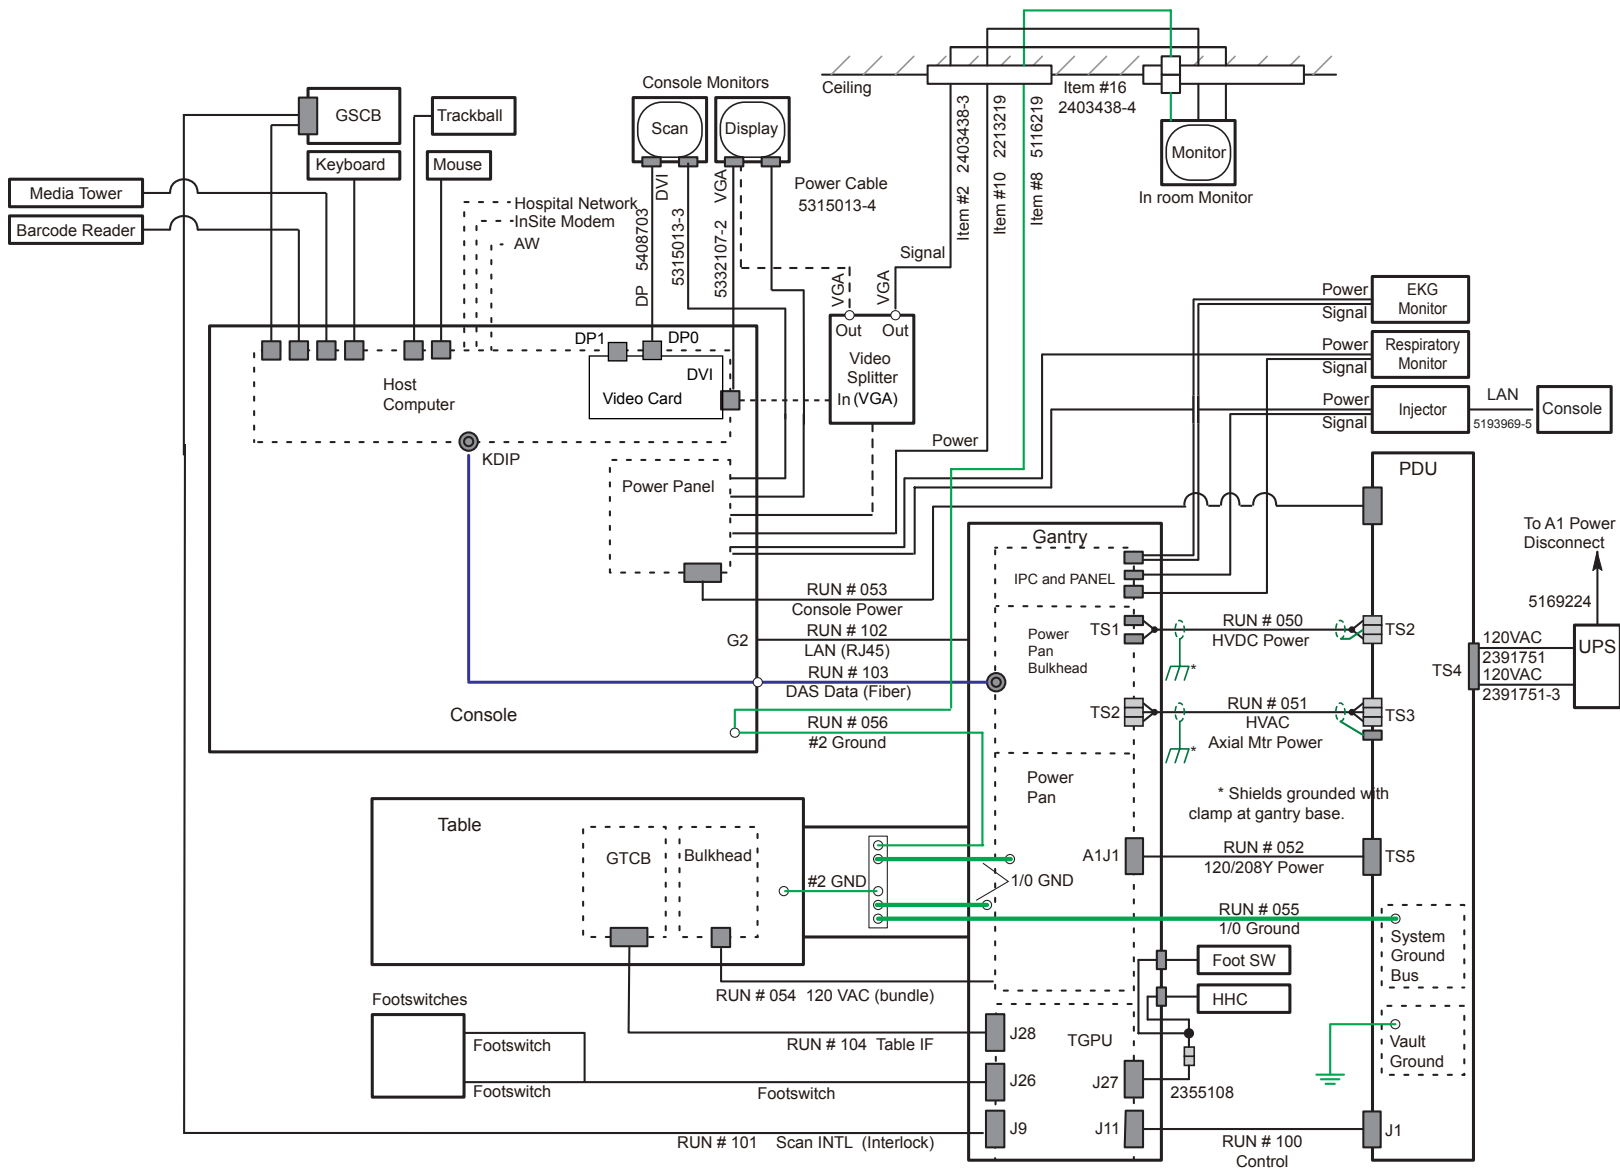 Console Monitors
GSCB
Trackball
Keyboard
Mouse
Media Tower
Barcode Reader
Scan
Display
DVI
VGA
Power Cable
5315013-4
Hospital Network
InSite Modem
AW
DP 5408703
5315013-3
5332107-2
Ceiling
Item #16
2403438-4
Monitor
In room Monitor
Item #2 2403438-3
Item #10 2213219
Item #8 5116219
Signal
VGA
VGA
Out
Out
Video
Splitter
In (VGA)
Power
DP1
DP0
DVI
Video Card
Host
Computer
KDIP
Power Panel
G2
Console
Power
Signal
EKG
Monitor
Power
Signal
Respiratory
Monitor
Power
Signal
Injector
LAN
5193969-5
Console
PDU
To A1 Power
Disconnect
5169224
UPS
120VAC
2391751
120VAC
2391751-3
TS4
Gantry
IPC and PANEL
RUN # 053
Console Power
RUN # 102
LAN (RJ45)
RUN # 103
DAS Data (Fiber)
RUN # 056
#2 Ground
Power
Pan
Bulkhead
TS1
RUN # 050
HVDC Power
TS2
*
TS2
RUN # 051
HVAC
Axial Mtr Power
TS3
*
Power
Pan
* Shields grounded with
clamp at gantry base.
A1J1
RUN # 052
120/208Y Power
TS5
Table
GTCB
Bulkhead
#2 GND
1/0 GND
RUN # 055
1/0 Ground
System
Ground
Bus
RUN # 054 120 VAC (bundle)
Foot SW
HHC
Footswitches
Footswitch
Footswitch
Footswitch
RUN # 104 Table IF
J28
TGPU
J26
J27
2355108
Vault
Ground
RUN # 101 Scan INTL (Interlock)
J9
J11
RUN # 100
Control
J1